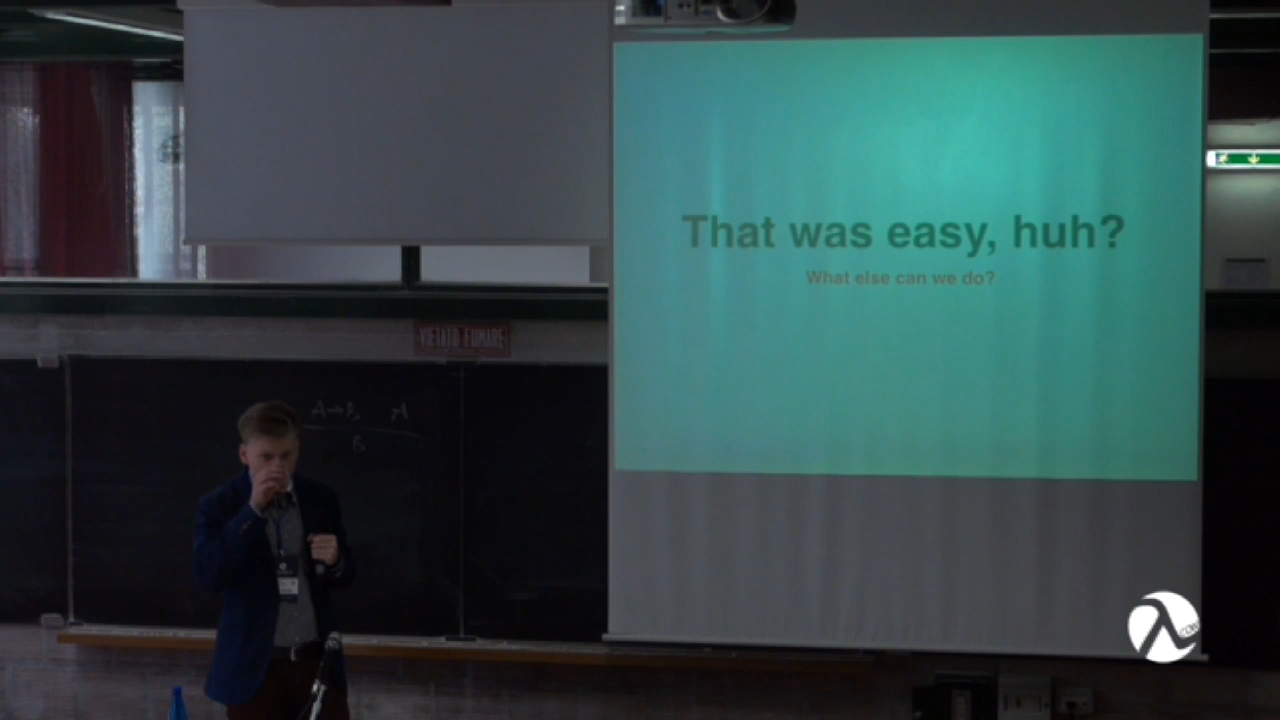 That was easy, huh?
What else can we do?
VIETATO FUMARE
A→B, A
B